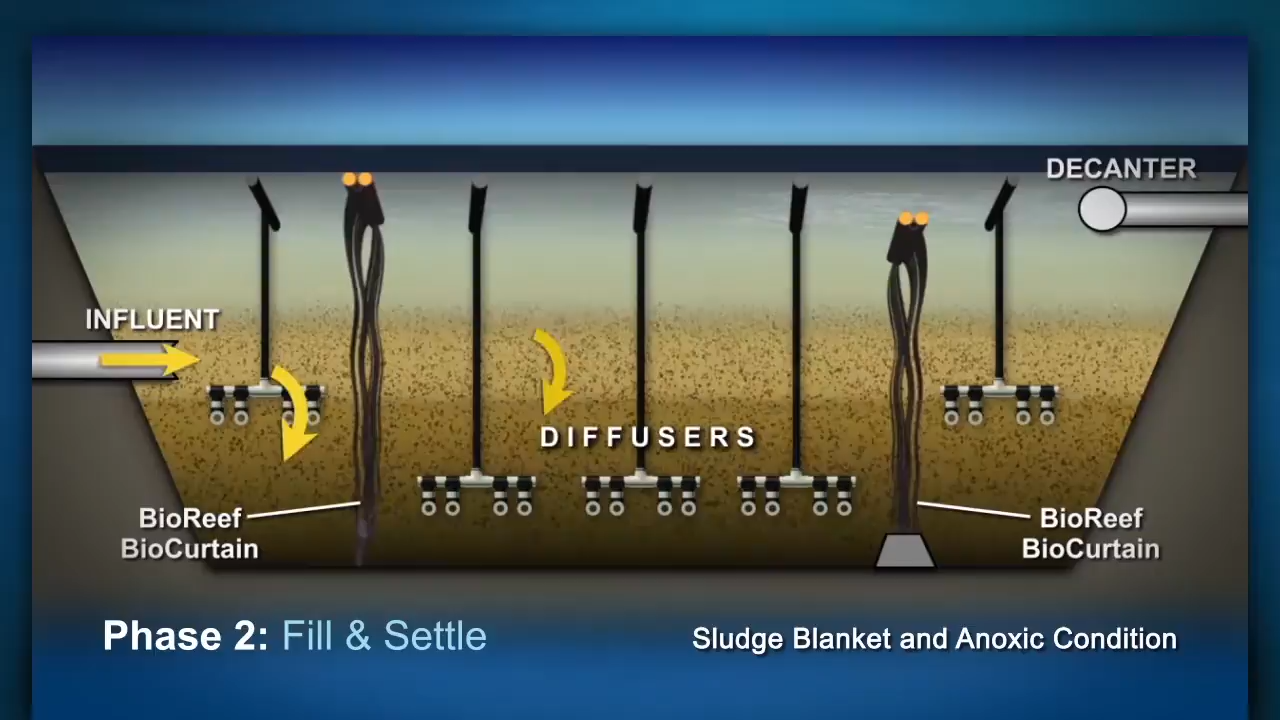 DECANTER
INFLUENT
DIFFUSERS
BioReef
BioCurtain
BioReef
BioCurtain
Phase 2: Fill & Settle
Sludge Blanket and Anoxic Condition